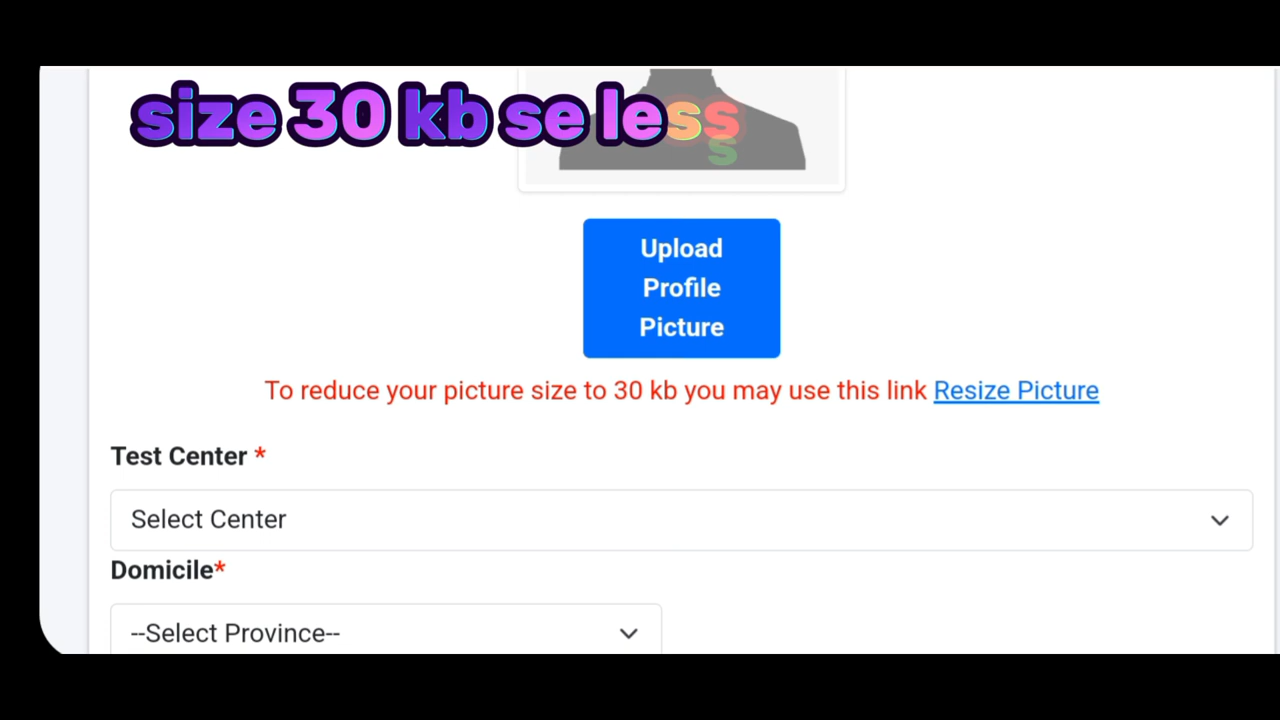 size 30 kb se less
Upload
Profile
Picture
To reduce your picture size to 30 kb you may use this link Resize Picture
Test Center *
Select Center
Domicile*
--Select Province--